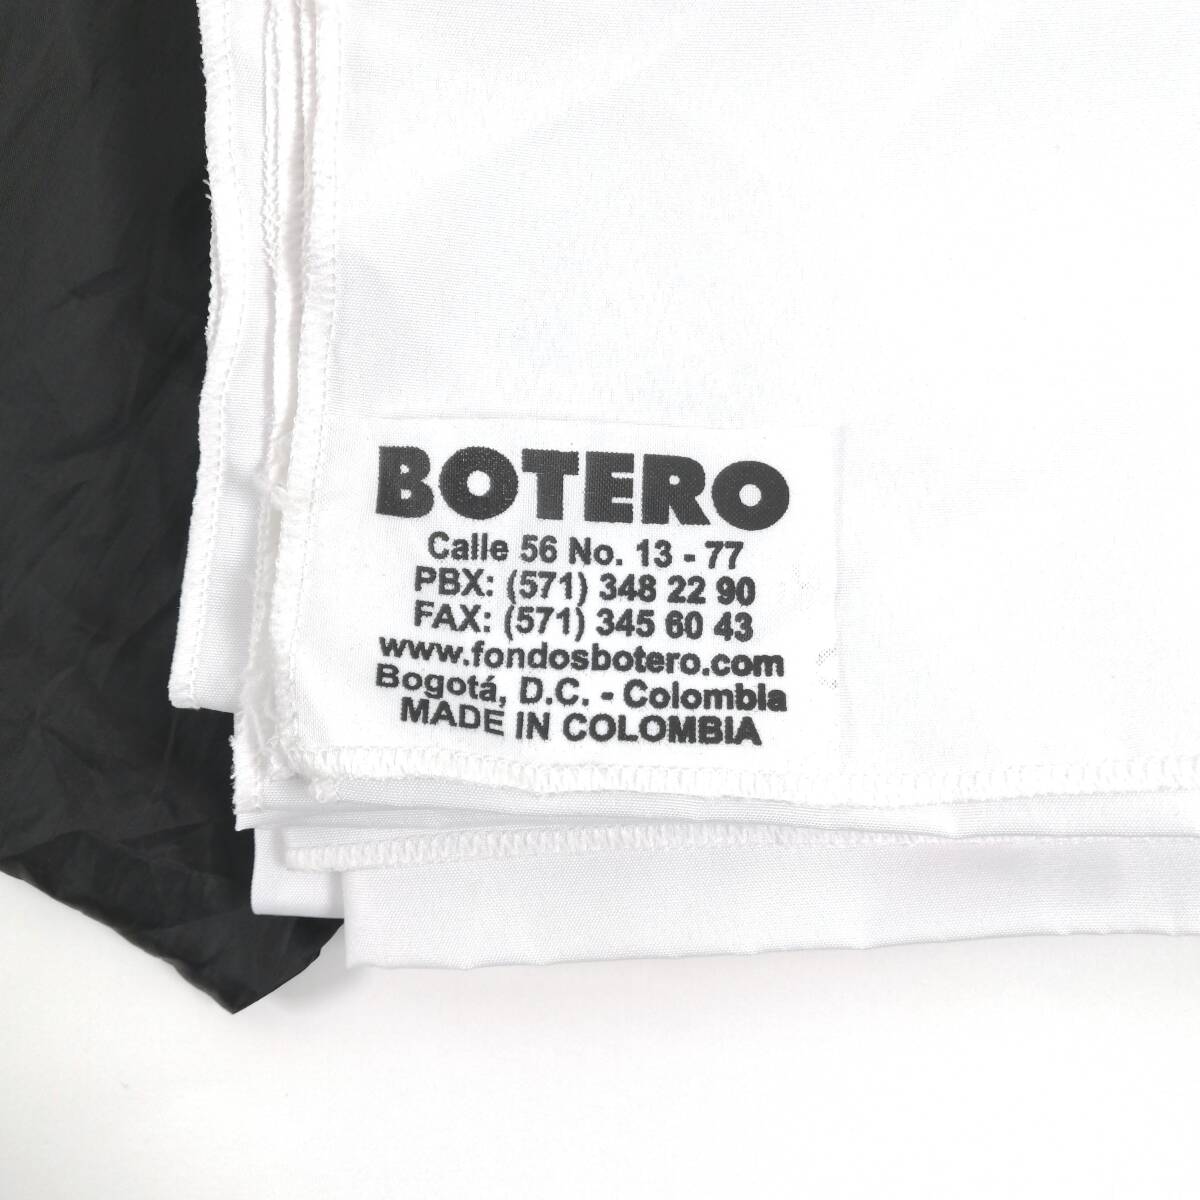 BOTERO
Calle 56 No. 13 - 77
PBX: (571) 348 22 90
FAX: (571) 345 60 43
www.fondosbotero.com
Bogotá, D.C. - Colombia
MADE IN COLOMBIA